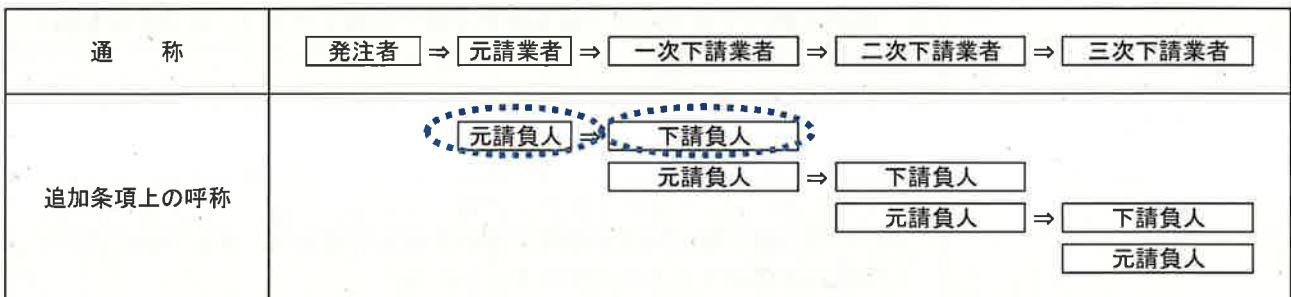 通　称
発注者 ⇒ 元請業者 ⇒ 一次下請業者 ⇒ 二次下請業者 ⇒ 三次下請業者
追加条項上の呼称
元請負人 ⇒ 下請負人
元請負人 ⇒ 下請負人
元請負人 ⇒ 下請負人
元請負人